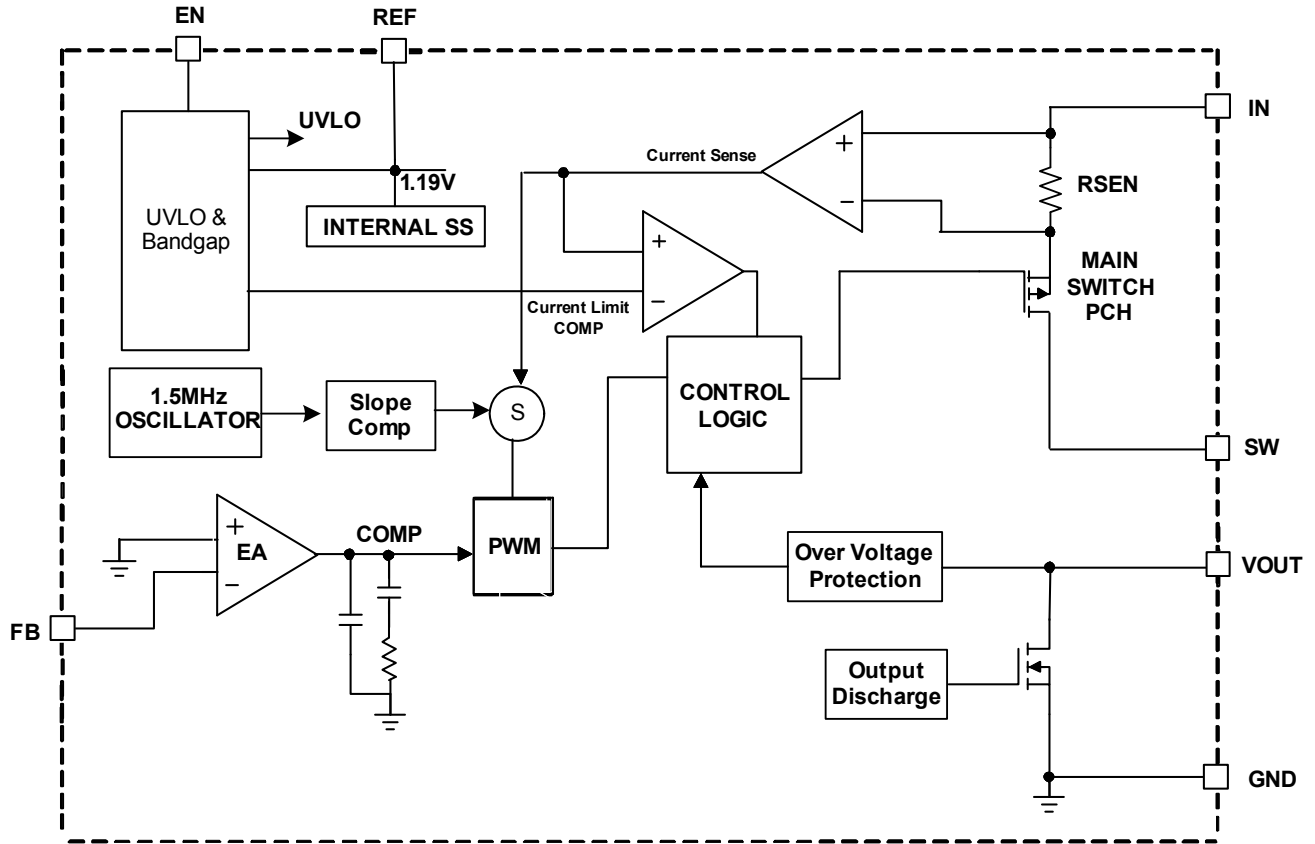 EN
REF
IN
UVLO
1.19V
UVLO &
Bandgap
INTERNAL SS
Current Sense
+
−
RSEN
MAIN
SWITCH
PCH
+
−
Current Limit
COMP
1.5MHz
OSCILLATOR
Slope
Comp
S
CONTROL
LOGIC
SW
+
EA
−
COMP
PWM
Over Voltage
Protection
VOUT
FB
Output
Discharge
GND